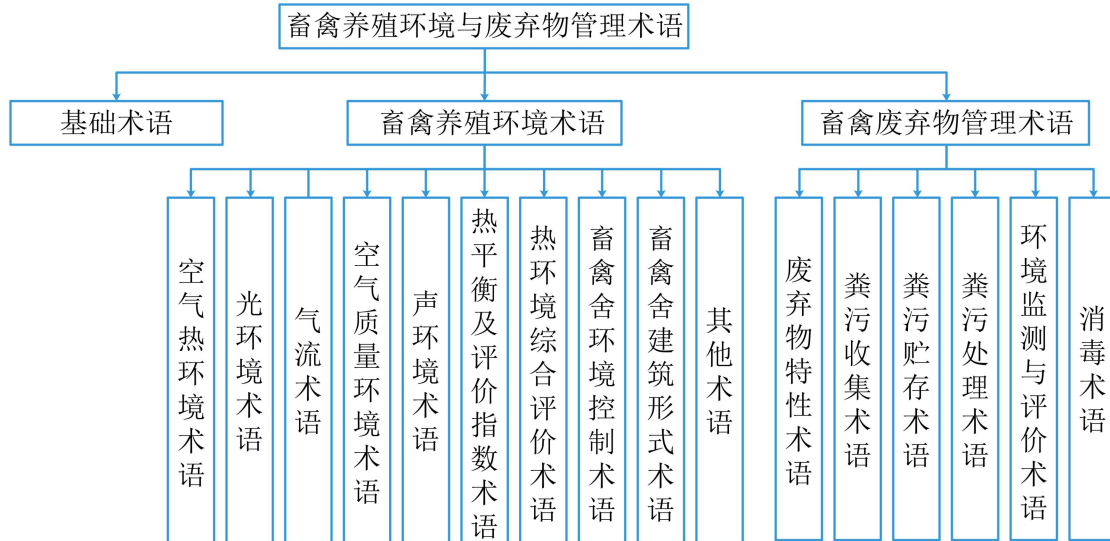 畜禽养殖环境与废弃物管理术语
基础术语
畜禽养殖环境术语
畜禽废弃物管理术语
空气热环境术语
光环境术语
气流术语
空气质量环境术语
声环境术语
热平衡及评价指数术语
热环境综合评价术语
畜禽舍环境控制术语
畜禽舍建筑形式术语
其他术语
废弃物特性术语
粪污收集术语
粪污贮存术语
粪污处理术语
环境监测与评价术语
消毒术语